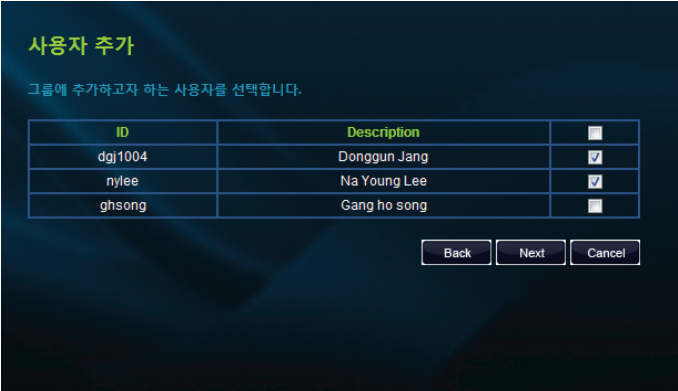 사용자 추가
그룹에 추가하고자 하는 사용자를 선택합니다.
ID Description
dgj1004 Donggun Jang
nylee Na Young Lee
ghsong Gang ho song
Back Next Cancel